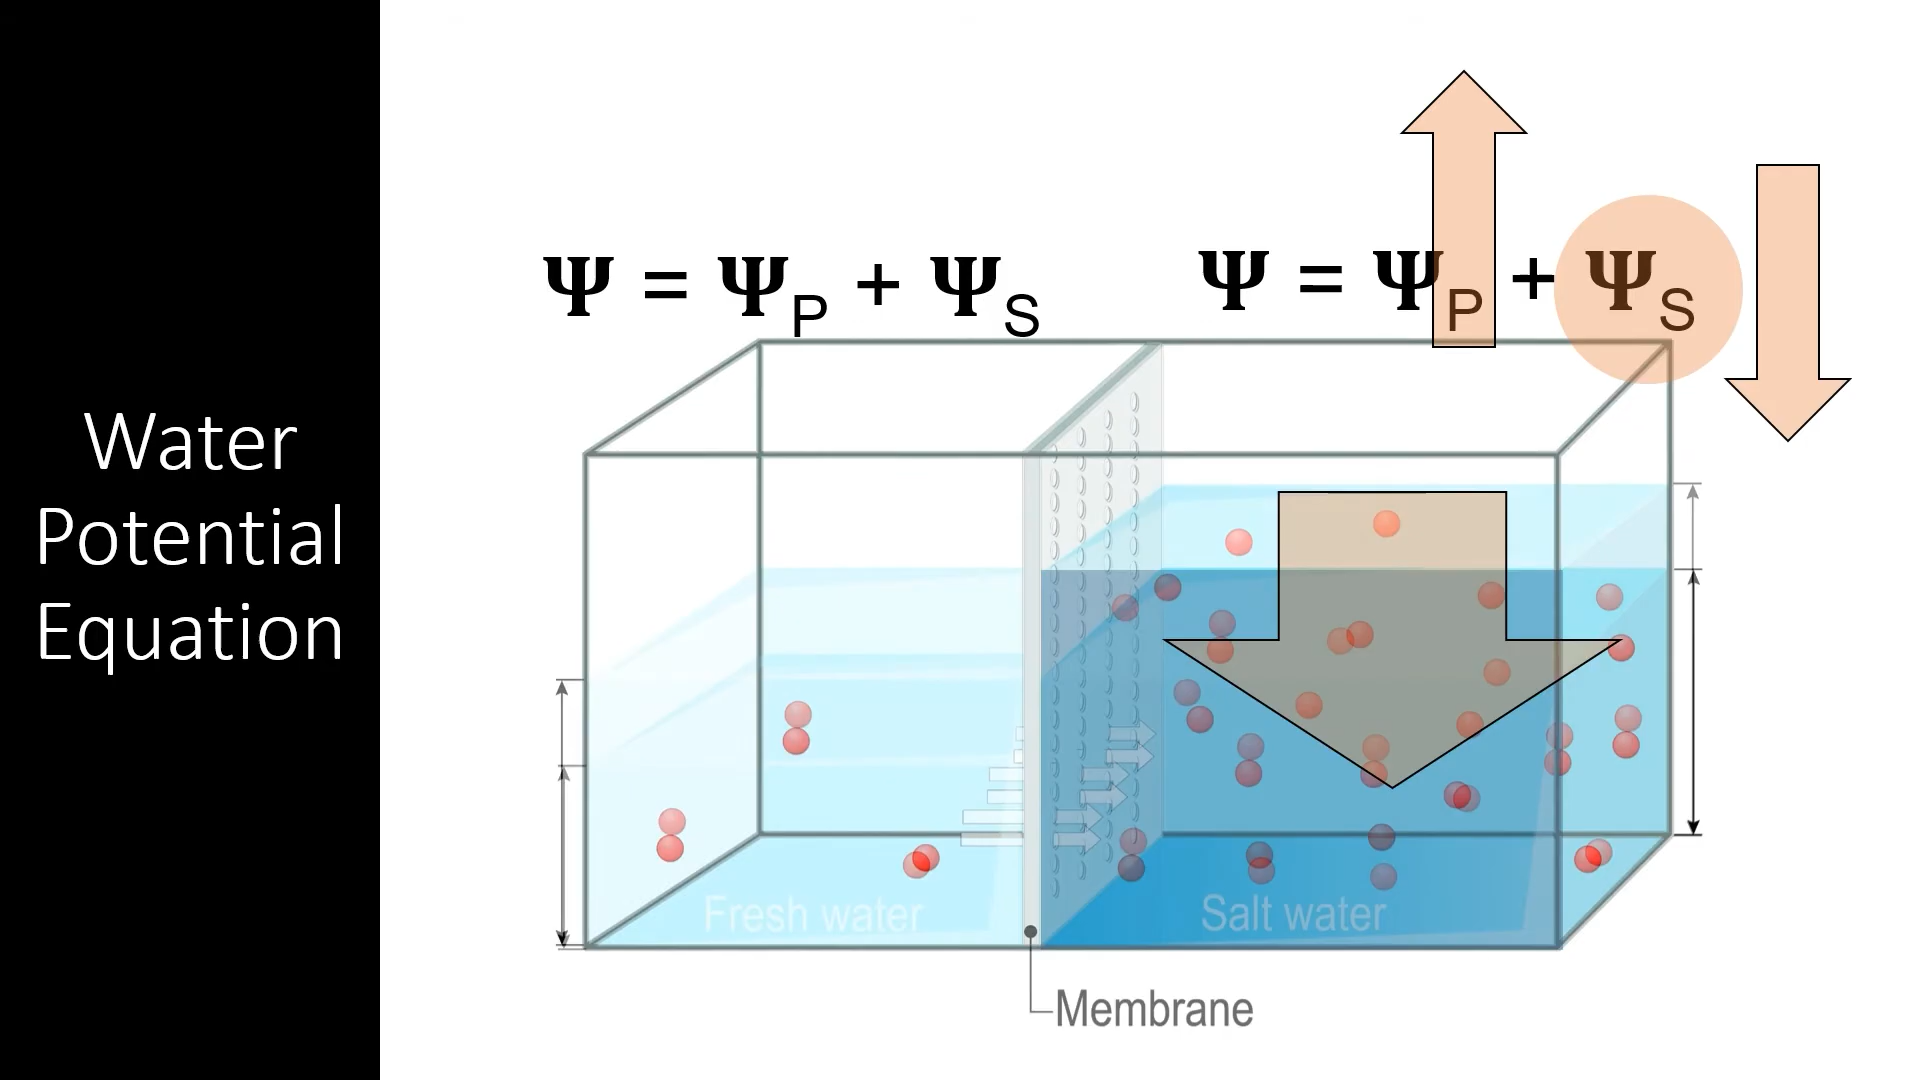 Water
Potential
Equation
Ψ = ΨP + ΨS
Ψ = ΨP + ΨS
Fresh water
Salt water
Membrane